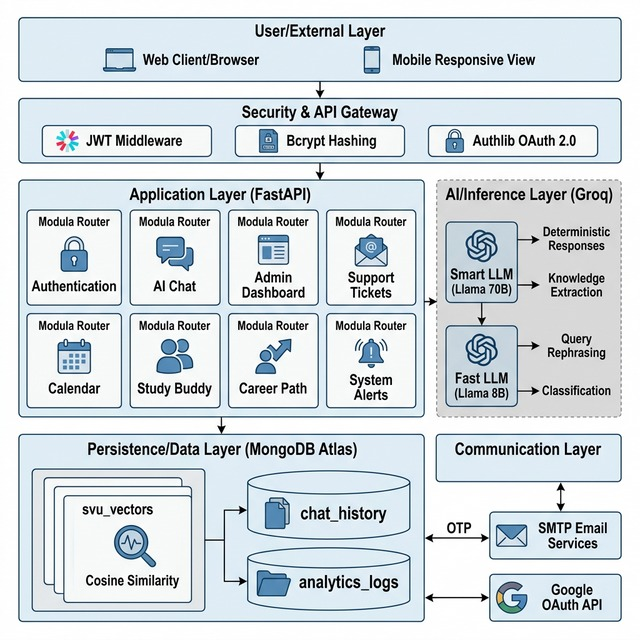 User/External Layer
Web Client/Browser
Mobile Responsive View
Security & API Gateway
JWT Middleware
Bcrypt Hashing
Authlib OAuth 2.0
Application Layer (FastAPI)
Modula Router
Authentication
Modula Router
AI Chat
Modula Router
Admin
Dashboard
Modula Router
Support
Tickets
Modula Router
Calendar
Modula Router
Study Buddy
Modula Router
Career Path
Modula Router
System
Alerts
AI/Inference Layer (Groq)
Smart LLM
(Llama 70B)
Deterministic
Responses
Knowledge
Extraction
Fast LLM
(Llama 8B)
Query
Rephrasing
Classification
Persistence/Data Layer (MongoDB Atlas)
svu_vectors
Cosine Similarity
chat_history
analytics_logs
Communication Layer
OTP
SMTP Email
Services
Google
OAuth API